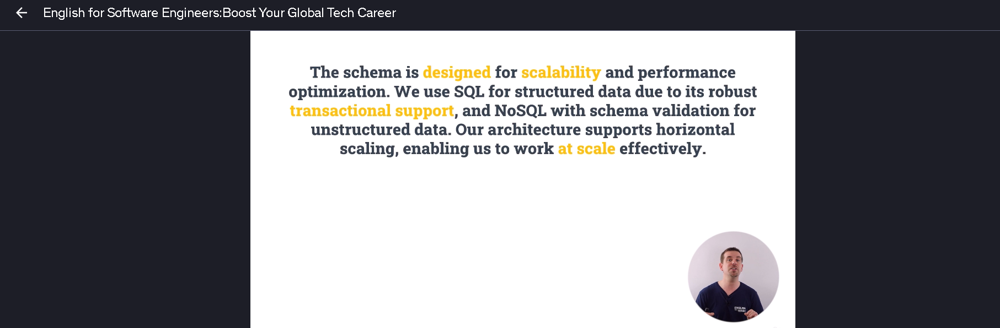 English for Software Engineers:Boost Your Global Tech Career
The schema is designed for scalability and performance
optimization. We use SQL for structured data due to its robust
transactional support, and NoSQL with schema validation for
unstructured data. Our architecture supports horizontal
scaling, enabling us to work at scale effectively.
ENGLISH
TERRY